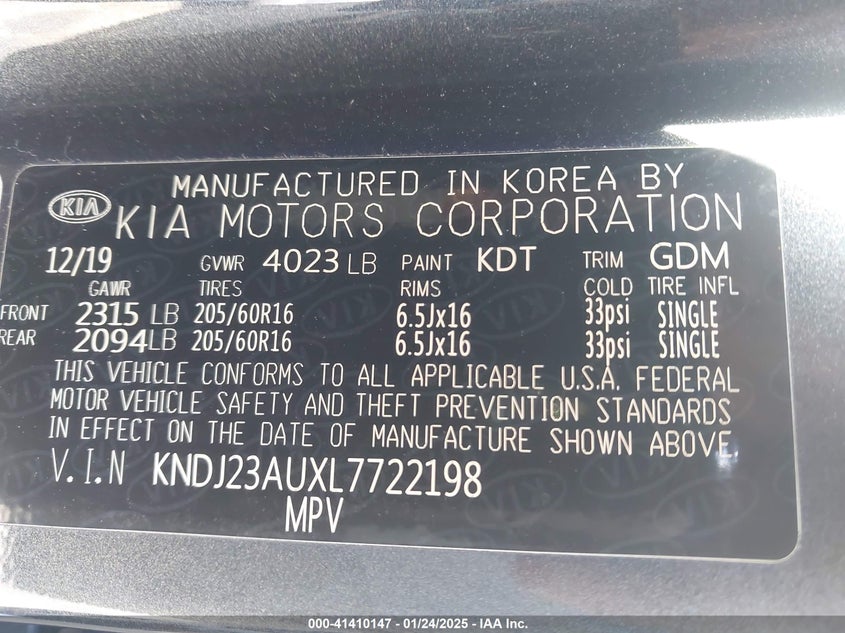 MANUFACTURED IN KOREA BY
KIA KIA MOTORS CORPORATION
12/19 GVWR 4023 LB PAINT KDT TRIM GDM
GAWR TIRES RIMS COLD TIRE INFL
FRONT 2315 LB 205/60R16 6.5Jx16 33psi SINGLE
REAR 2094LB 205/60R16 6.5Jx16 33psi SINGLE
THIS VEHICLE CONFORMS TO ALL APPLICABLE U.S.A. FEDERAL
MOTOR VEHICLE SAFETY AND THEFT PREVENTION STANDARDS
IN EFFECT ON THE DATE OF MANUFACTURE SHOWN ABOVE.
V.I.N KNDJ23AUXL7722198
MPV
000-41410147 - 01/24/2025 - IAA Inc.